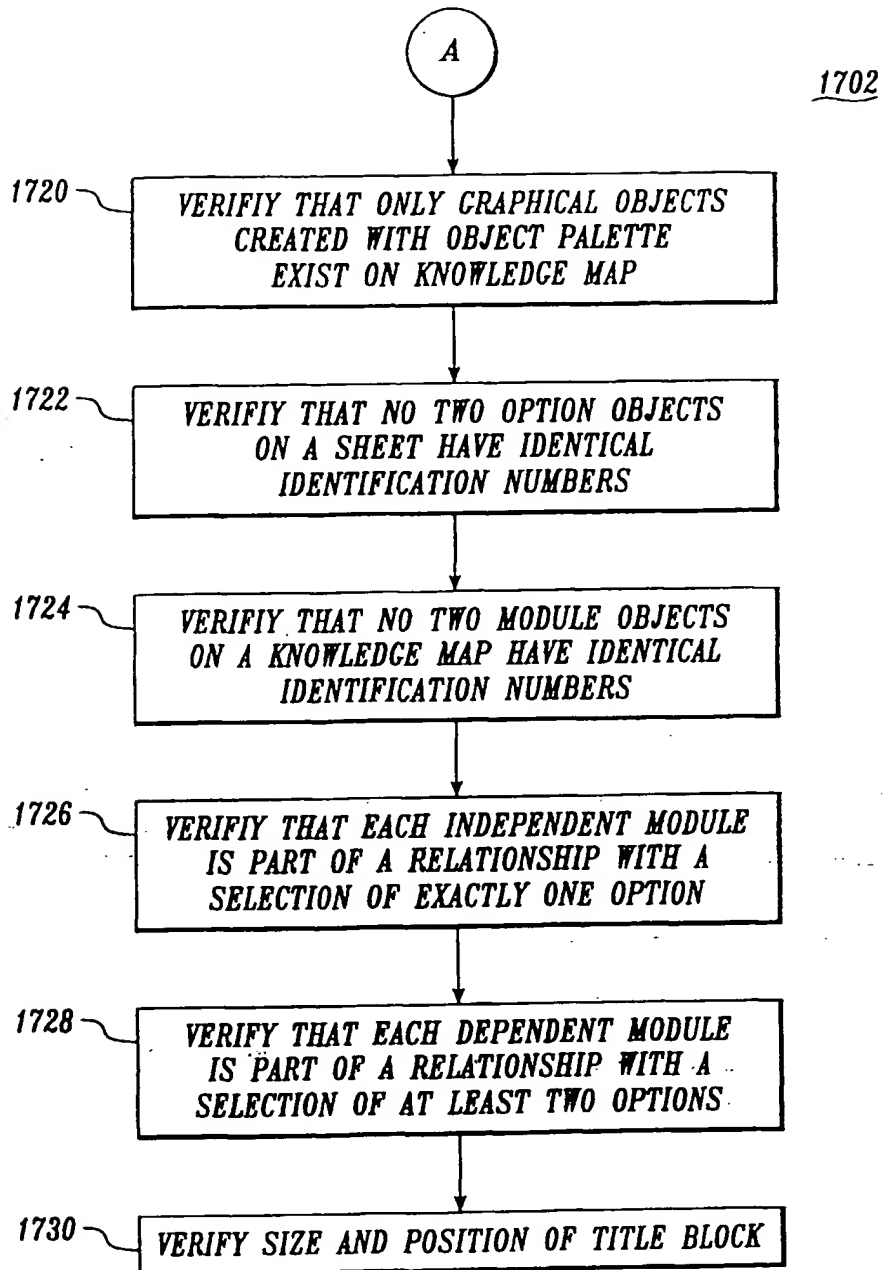 A
1702
1720
VERIFIY THAT ONLY GRAPHICAL OBJECTS
CREATED WITH OBJECT PALETTE
EXIST ON KNOWLEDGE MAP
1722
VERIFIY THAT NO TWO OPTION OBJECTS
ON A SHEET HAVE IDENTICAL
IDENTIFICATION NUMBERS
1724
VERIFIY THAT NO TWO MODULE OBJECTS
ON A KNOWLEDGE MAP HAVE IDENTICAL
IDENTIFICATION NUMBERS
1726
VERIFIY THAT EACH INDEPENDENT MODULE
IS PART OF A RELATIONSHIP WITH A
SELECTION OF EXACTLY ONE OPTION
1728
VERIFY THAT EACH DEPENDENT MODULE
IS PART OF A RELATIONSHIP WITH A
SELECTION OF AT LEAST TWO OPTIONS
1730
VERIFY SIZE AND POSITION OF TITLE BLOCK